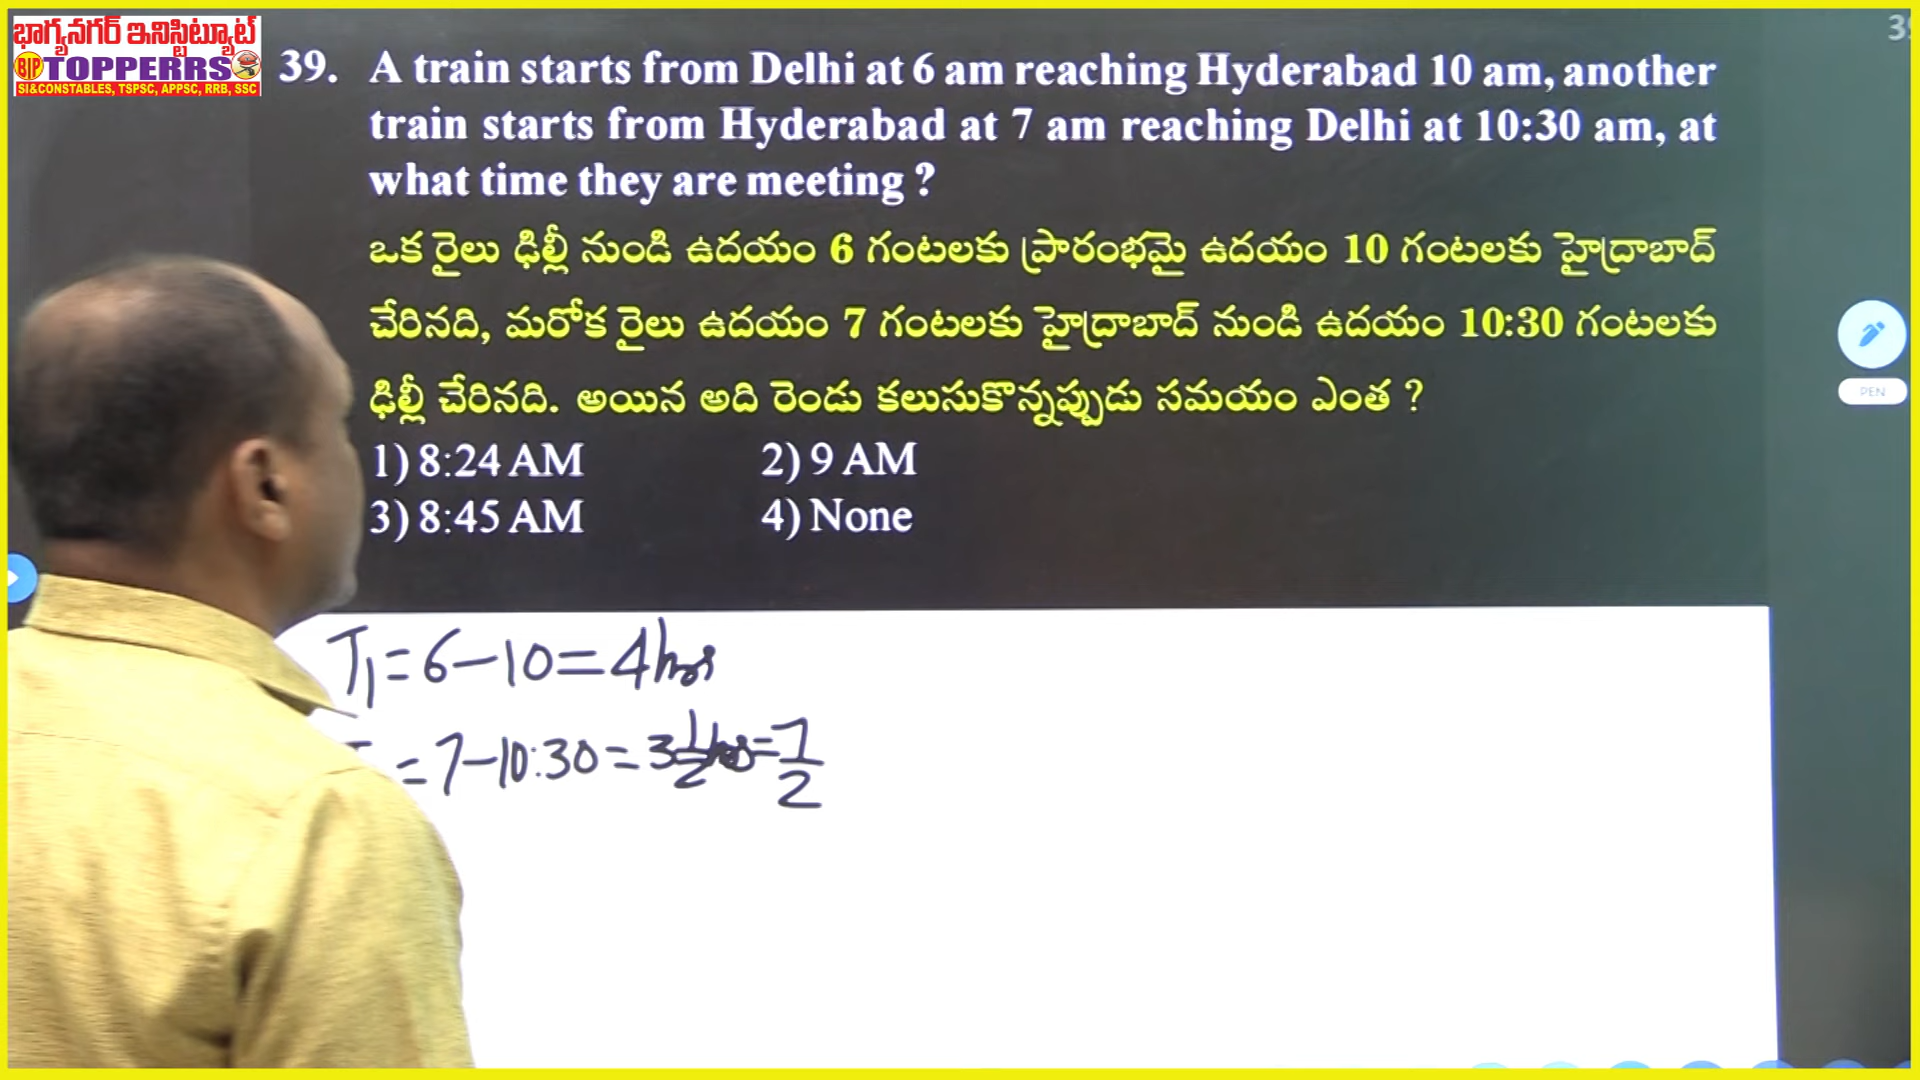 భాగ్యనగర్ ఇనిస్టిట్యూట్
BIP TOPPERRS
SI&CONSTABLES, TSPSC, APPSC, RRB, SSC
39. A train starts from Delhi at 6 am reaching Hyderabad 10 am, another
train starts from Hyderabad at 7 am reaching Delhi at 10:30 am, at
what time they are meeting ?
ఒక రైలు ఢిల్లీ నుండి ఉదయం 6 గంటలకు ప్రారంభమై ఉదయం 10 గంటలకు హైద్రాబాద్
చేరినది, మరోక రైలు ఉదయం 7 గంటలకు హైద్రాబాద్ నుండి ఉదయం 10:30 గంటలకు
ఢిల్లీ చేరినది. అయిన అది రెండు కలుసుకొన్నప్పుడు సమయం ఎంత ?
1) 8:24 AM 2) 9 AM
3) 8:45 AM 4) None
PEN
T1 = 6 – 10 = 4 hrs
= 7 – 10:30 = 3 1/2 hrs = 7/2